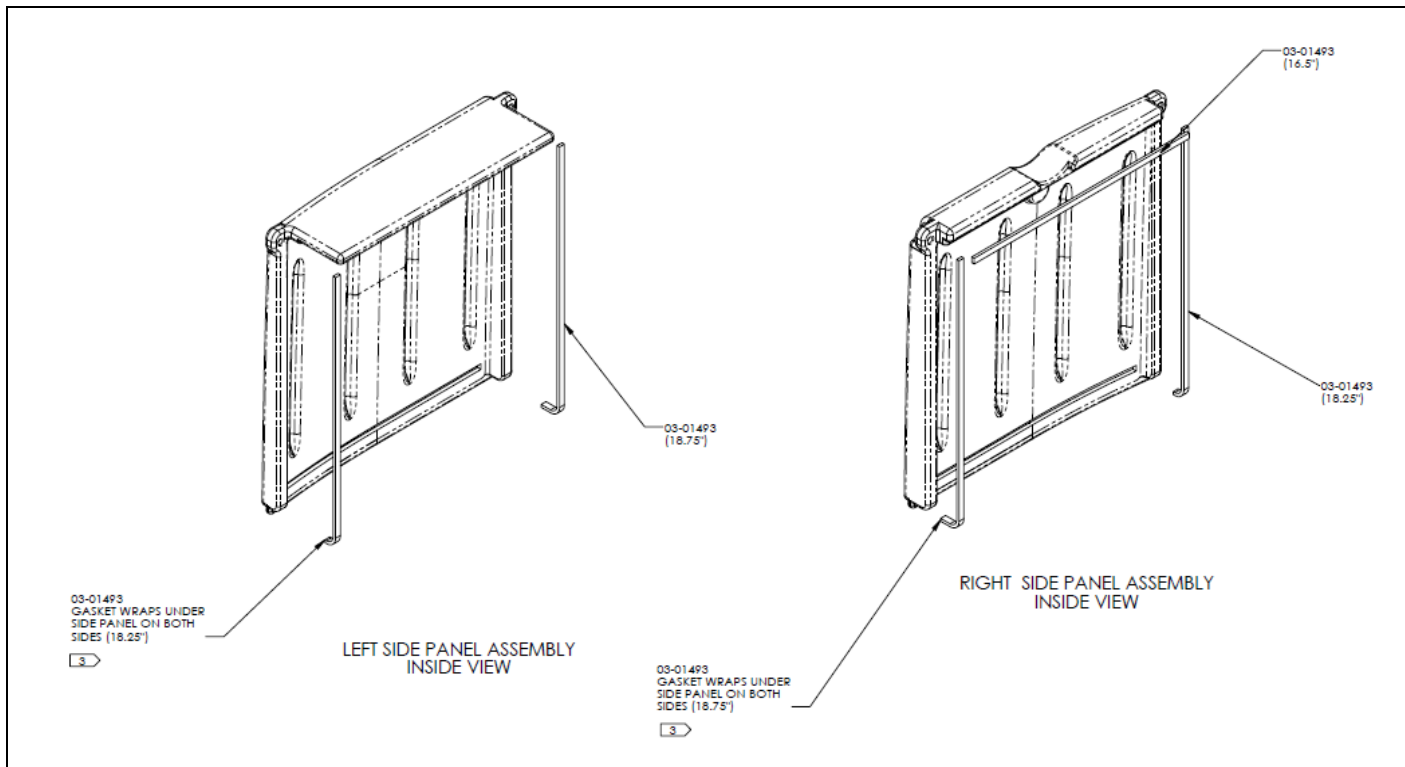 03-01493
(16.5")
03-01493
(18.75")
03-01493
(18.25")
03-01493
GASKET WRAPS UNDER
SIDE PANEL ON BOTH
SIDES (18.25")
3
LEFT SIDE PANEL ASSEMBLY
INSIDE VIEW
RIGHT SIDE PANEL ASSEMBLY
INSIDE VIEW
03-01493
GASKET WRAPS UNDER
SIDE PANEL ON BOTH
SIDES (18.75")
3